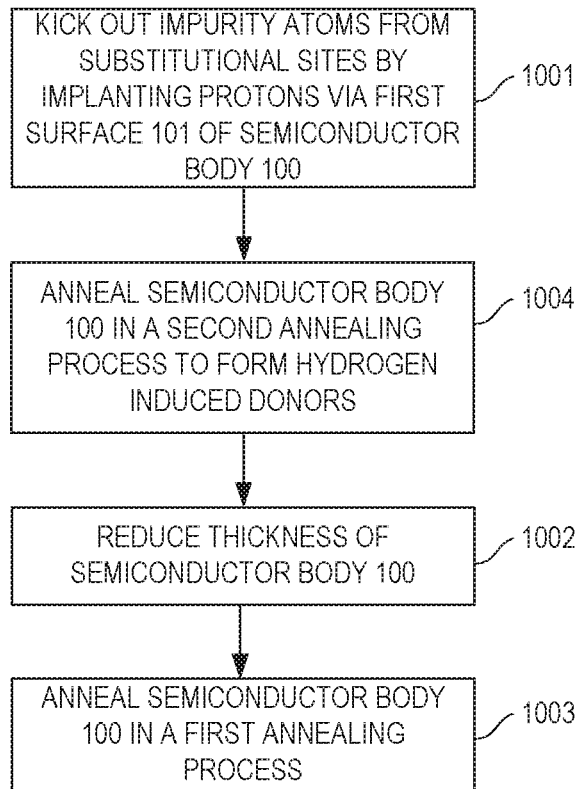 KICK OUT IMPURITY ATOMS FROM
SUBSTITUTIONAL SITES BY
IMPLANTING PROTONS VIA FIRST
SURFACE 101 OF SEMICONDUCTOR
BODY 100
1001
ANNEAL SEMICONDUCTOR BODY
100 IN A SECOND ANNEALING
PROCESS TO FORM HYDROGEN
INDUCED DONORS
1004
REDUCE THICKNESS OF
SEMICONDUCTOR BODY 100
1002
ANNEAL SEMICONDUCTOR BODY
100 IN A FIRST ANNEALING
PROCESS
1003